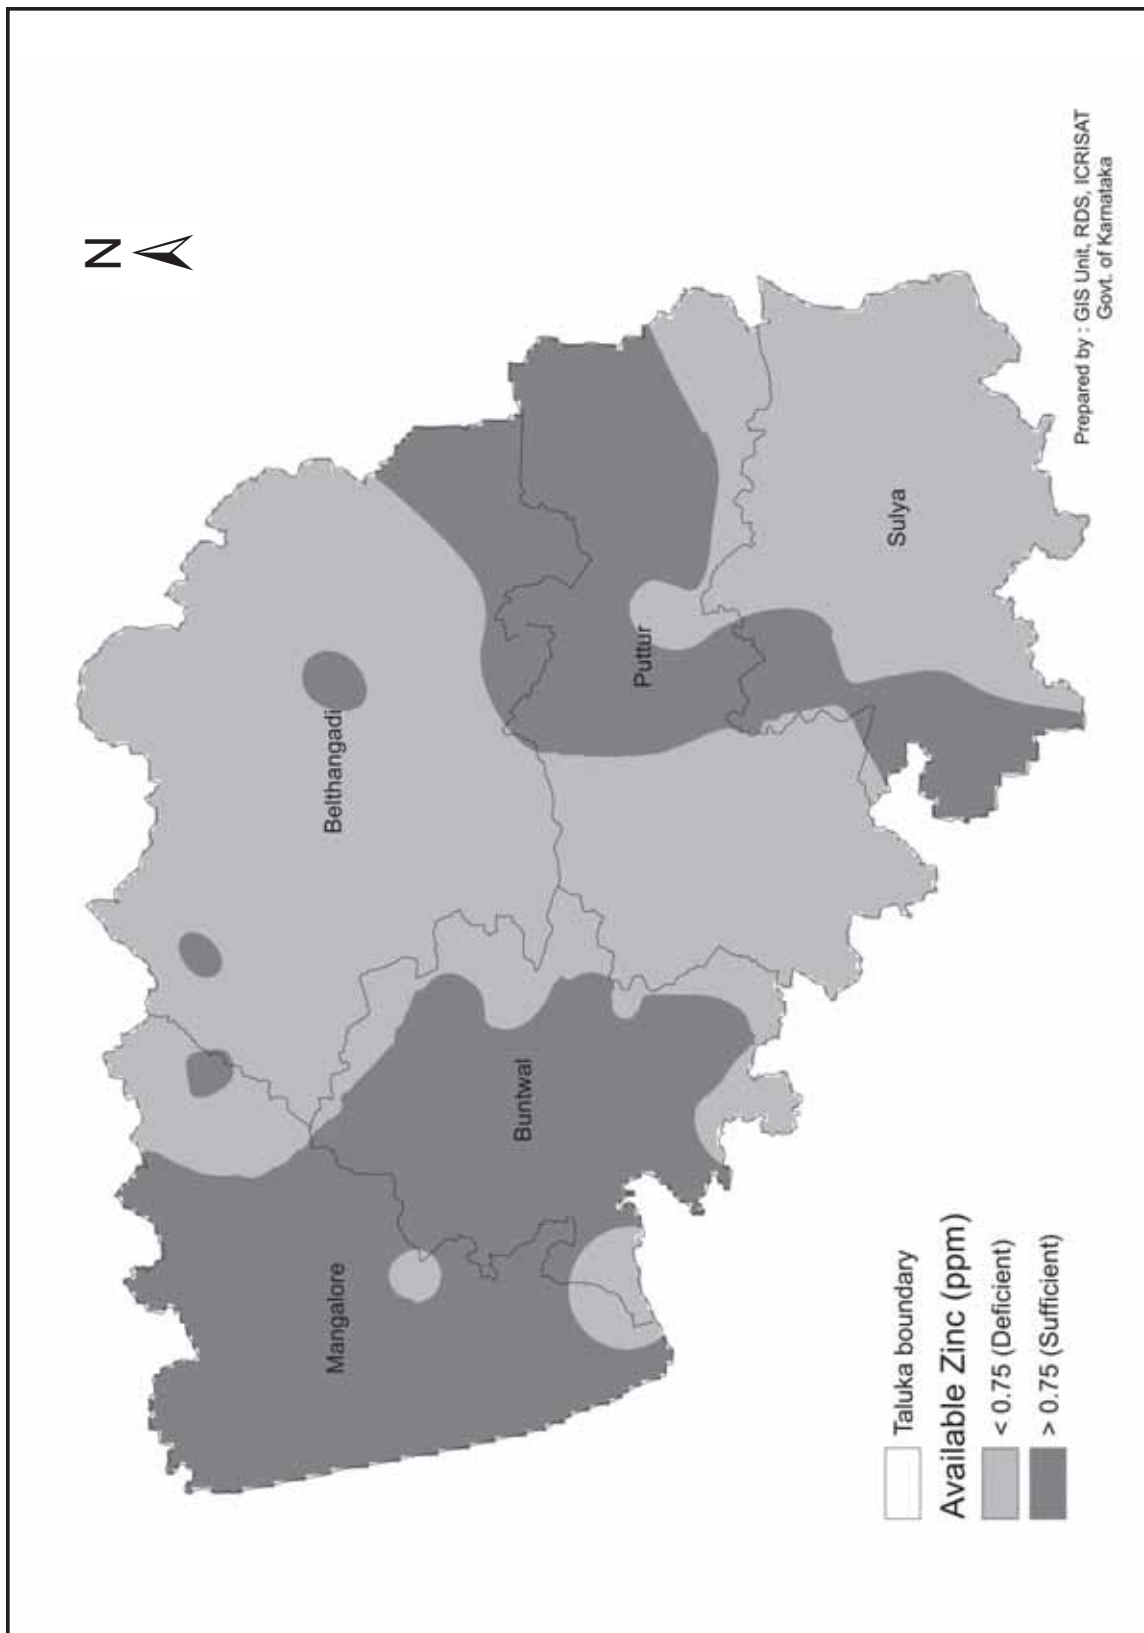 N
Belthangadi
Mangalore
Buntwal
Puttur
Sulya
Taluka boundary
Available Zinc (ppm)
< 0.75 (Deficient)
> 0.75 (Sufficient)
Prepared by : GIS Unit, RDS, ICRISAT
Govt. of Karnataka